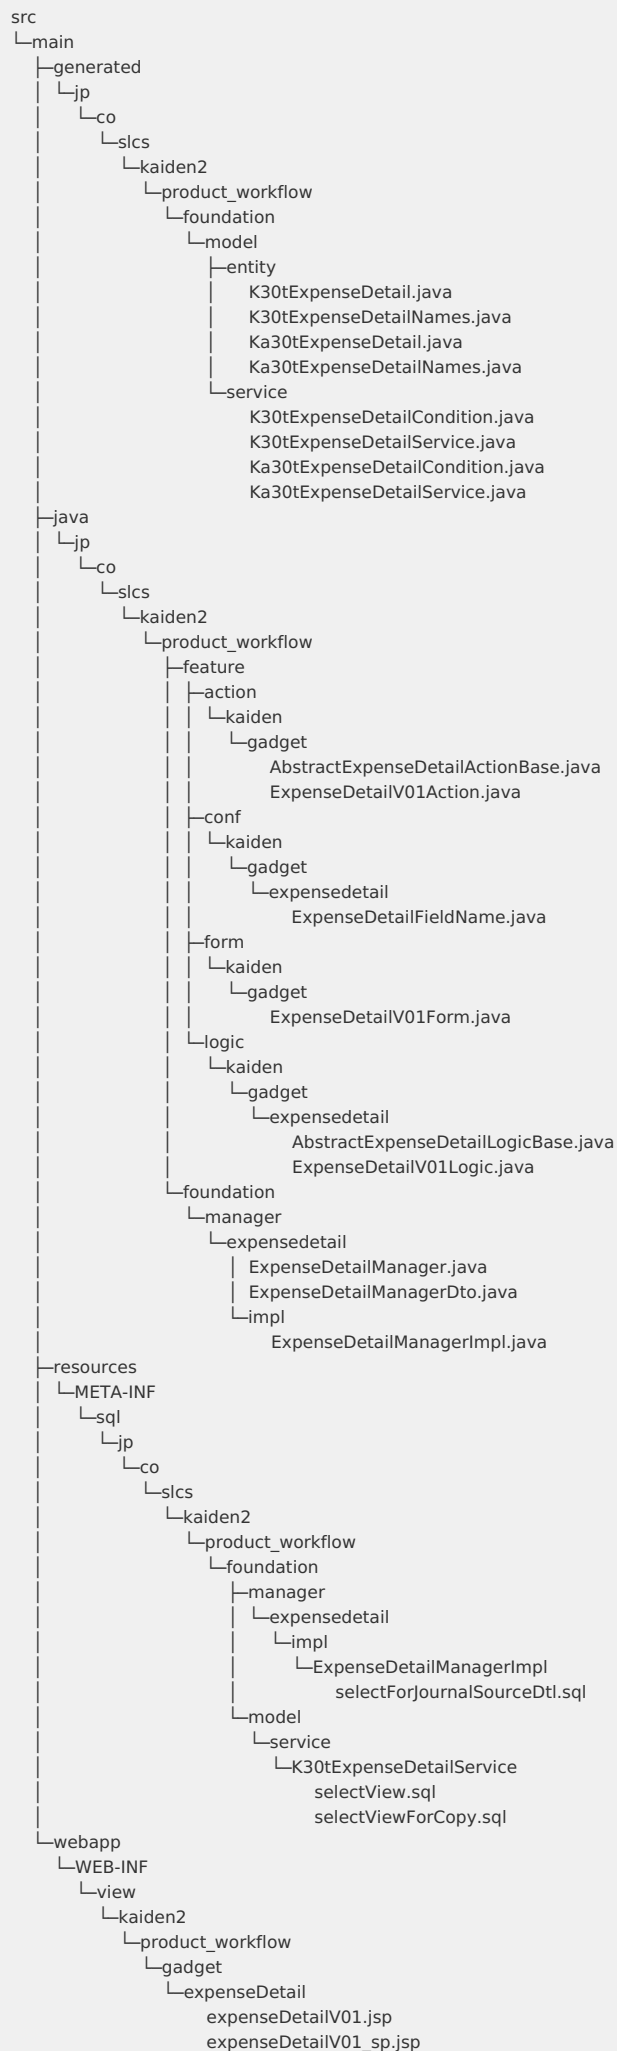 src
└─main
├─generated
│ └─jp
│ └─co
│ └─slcs
│ └─kaiden2
│ └─product_workflow
│ └─foundation
│ └─model
│ ├─entity
│ │ K30tExpenseDetail.java
│ │ K30tExpenseDetailNames.java
│ │ Ka30tExpenseDetail.java
│ │ Ka30tExpenseDetailNames.java
│ └─service
│ K30tExpenseDetailCondition.java
│ K30tExpenseDetailService.java
│ Ka30tExpenseDetailCondition.java
│ Ka30tExpenseDetailService.java
├─java
│ └─jp
│ └─co
│ └─slcs
│ └─kaiden2
│ └─product_workflow
│ ├─feature
│ │ ├─action
│ │ │ └─kaiden
│ │ │ └─gadget
│ │ │ AbstractExpenseDetailActionBase.java
│ │ │ ExpenseDetailV01Action.java
│ │ ├─conf
│ │ │ └─kaiden
│ │ │ └─gadget
│ │ │ └─expensedetail
│ │ │ ExpenseDetailFieldName.java
│ │ ├─form
│ │ │ └─kaiden
│ │ │ └─gadget
│ │ │ ExpenseDetailV01Form.java
│ │ └─logic
│ │ └─kaiden
│ │ └─gadget
│ │ └─expensedetail
│ │ AbstractExpenseDetailLogicBase.java
│ │ ExpenseDetailV01Logic.java
│ └─foundation
│ └─manager
│ └─expensedetail
│ │ ExpenseDetailManager.java
│ │ ExpenseDetailManagerDto.java
│ └─impl
│ ExpenseDetailManagerImpl.java
├─resources
│ └─META-INF
│ └─sql
│ └─jp
│ └─co
│ └─slcs
│ └─kaiden2
│ └─product_workflow
│ └─foundation
│ ├─manager
│ │ └─expensedetail
│ │ └─impl
│ │ └─ExpenseDetailManagerImpl
│ │ selectForJournalSourceDtl.sql
│ └─model
│ └─service
│ └─K30tExpenseDetailService
│ selectView.sql
│ selectViewForCopy.sql
└─webapp
└─WEB-INF
└─view
└─kaiden2
└─product_workflow
└─gadget
└─expenseDetail
expenseDetailV01.jsp
expenseDetailV01_sp.jsp